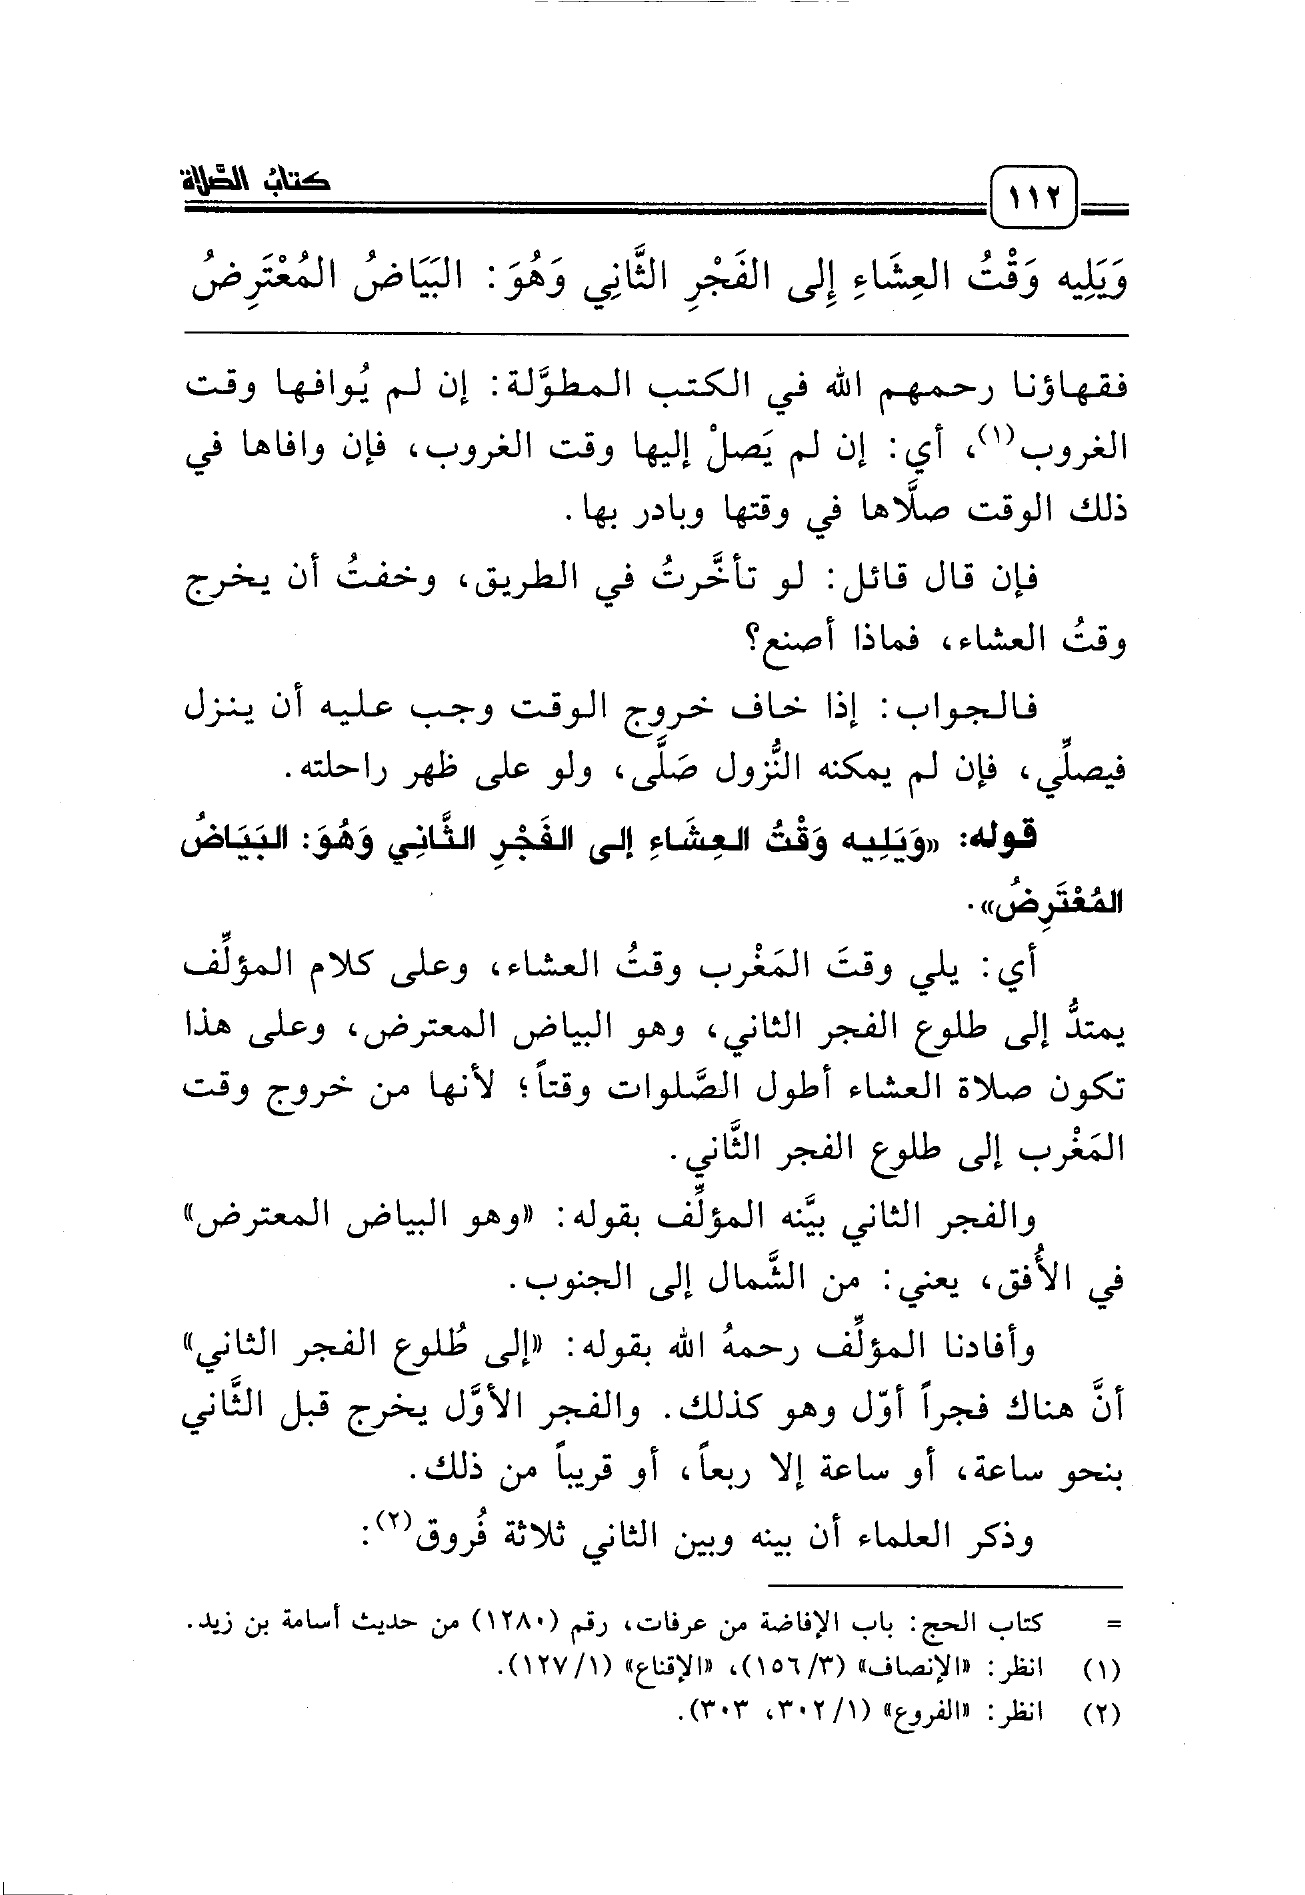 ١١٢
كتابُ الصَّلاة
وَيَلِيه وَقْتُ العِشَاءِ إِلى الفَجْرِ الثَّانِي وَهُوَ: البَيَاضُ المُعْتَرِضُ
فقهاؤنا رحمهم الله في الكتب المطوَّلة: إن لم يُوافها وقت
الغروب(١)، أي: إن لم يَصلْ إليها وقت الغروب، فإن وافاها في
ذلك الوقت صلَّاها في وقتها وبادر بها.
فإن قال قائل: لو تأخَّرتُ في الطريق، وخفتُ أن يخرج
وقتُ العشاء، فماذا أصنع؟
فالجواب: إذا خاف خروج الوقت وجب عليه أن ينزل
فيصلِّي، فإن لم يمكنه النُّزول صَلَّى، ولو على ظهر راحلته.
قوله: «وَيَلِيه وَقْتُ العِشَاءِ إلى الفَجْرِ الثَّانِي وَهُوَ: البَيَاضُ
المُعْتَرِضُ».
أي: يلي وقتَ المَغْرب وقتُ العشاء، وعلى كلام المؤلِّف
يمتدُّ إلى طلوع الفجر الثاني، وهو البياض المعترض، وعلى هذا
تكون صلاة العشاء أطول الصَّلوات وقتاً؛ لأنها من خروج وقت
المَغْرب إلى طلوع الفجر الثَّاني.
والفجر الثاني بيَّنه المؤلِّف بقوله: «وهو البياض المعترض»
في الأُفق، يعني: من الشَّمال إلى الجنوب.
وأفادنا المؤلِّف رحمهُ الله بقوله: «إلى طُلوع الفجر الثاني»
أنَّ هناك فجراً أوّل وهو كذلك. والفجر الأوَّل يخرج قبل الثَّاني
بنحو ساعة، أو ساعة إلا ربعاً، أو قريباً من ذلك.
وذكر العلماء أن بينه وبين الثاني ثلاثة فُروق(٢):
= كتاب الحج: باب الإفاضة من عرفات، رقم (١٢٨٠) من حديث أسامة بن زيد.
(١) انظر: «الإنصاف» (٣/ ١٥٦)، «الإقناع» (١/ ١٢٧).
(٢) انظر: «الفروع» (١/ ٣٠٢، ٣٠٣).